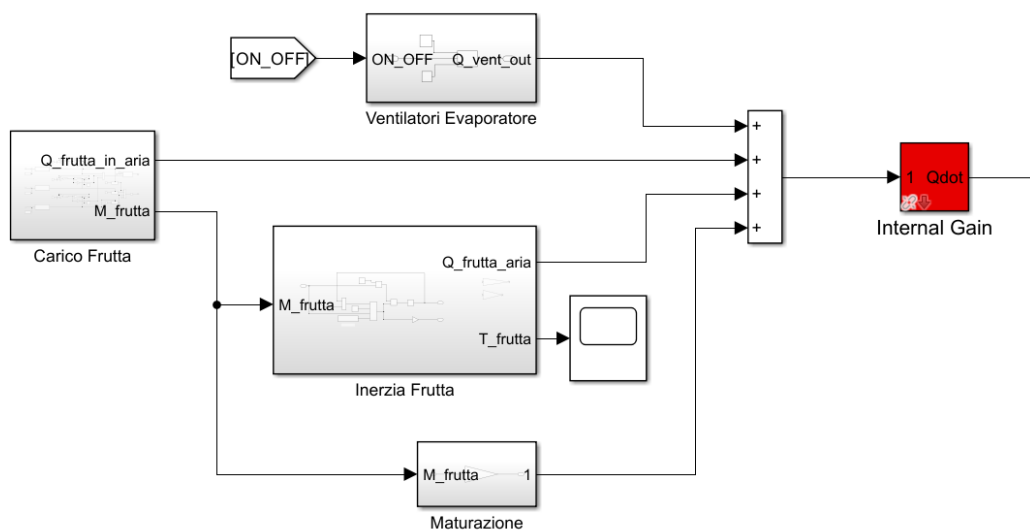 [ON_OFF]
ON_OFF
Q_vent_out
Ventilatori Evaporatore
Q_frutta_in_aria
M_frutta
Carico Frutta
+
+
+
+
1
Qdot
Internal Gain
M_frutta
Q_frutta_aria
T_frutta
Inerzia Frutta
M_frutta
1
Maturazione